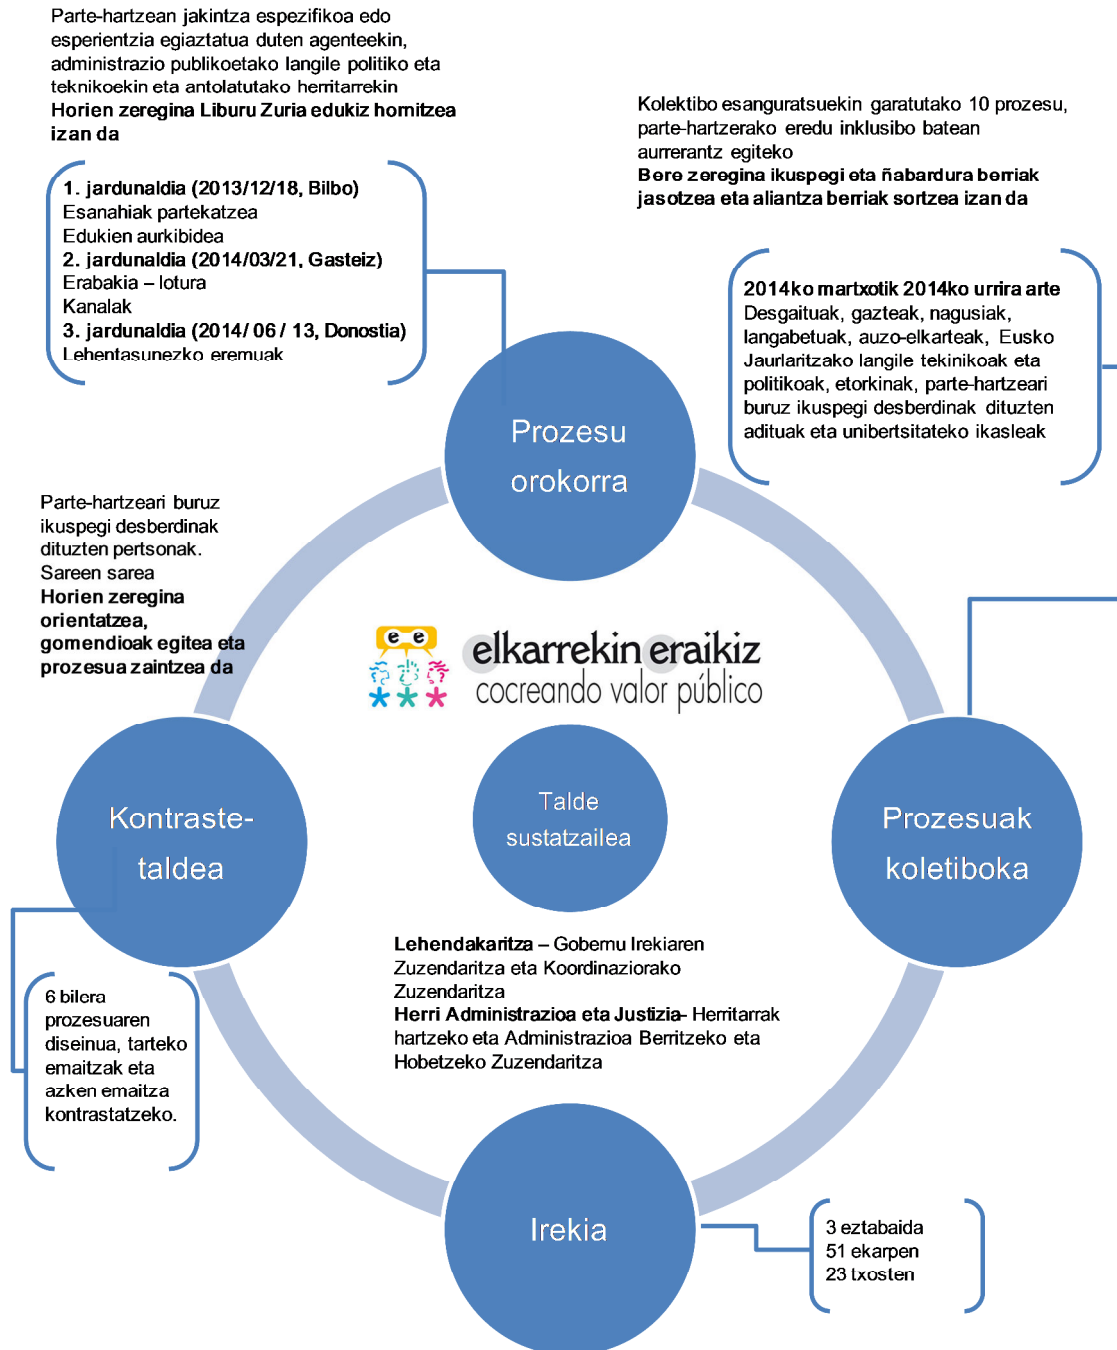 Parte-hartzean jakintza espezifikoa edo
esperientzia egiaztatua duten agenteekin,
administrazio publikoetako langile politiko eta
teknikoekin eta antolatutako herritarrekin
Horien zeregina Liburu Zuria edukiz hornitzea
izan da
1. jardunaldia (2013/12/18, Bilbo)
Esanahiak partekatzea
Edukien aurkibidea
2. jardunaldia (2014/03/21, Gasteiz)
Erabakia – lotura
Kanalak
3. jardunaldia (2014/ 06 / 13, Donostia)
Lehentasunezko eremuak
Kolektibo esanguratsuekin garatutako 10 prozesu,
parte-hartzerako eredu inklusibo batean
aurrerantz egiteko
Bere zeregina ikuspegi eta ñabardura berriak
jasotzea eta aliantza berriak sortzea izan da
2014ko martxotik 2014ko urrira arte
Desgaituak, gazteak, nagusiak,
langabetuak, auzo-elkarteak, Eusko
Jaurlaritzako langile tekinikoak eta
politikoak, etorkinak, parte-hartzeari
buruz ikuspegi desberdinak dituzten
adituak eta unibertsitateko ikasleak
Prozesu
orokorra
Parte-hartzeari buruz
ikuspegi desberdinak
dituzten pertsonak.
Sareen sarea
Horien zeregina
orientatzea,
gomendioak egitea eta
prozesua zaintzea da
e e
elkarrekin eraikiz
cocreando valor público
Kontraste-
taldea
Talde
sustatzailea
Prozesuak
koletiboka
Lehendakaritza – Gobernu Irekiaren
Zuzendaritza eta Koordinaziorako
Zuzendaritza
Herri Administrazioa eta Justizia- Herritarrak
hartzeko eta Administrazioa Berritzeko eta
Hobetzeko Zuzendaritza
6 bilera
prozesuaren
diseinua, tarteko
emaitzak eta
azken emaitza
kontrastatzeko.
Irekia
3 eztabaida
51 ekarpen
23 txosten